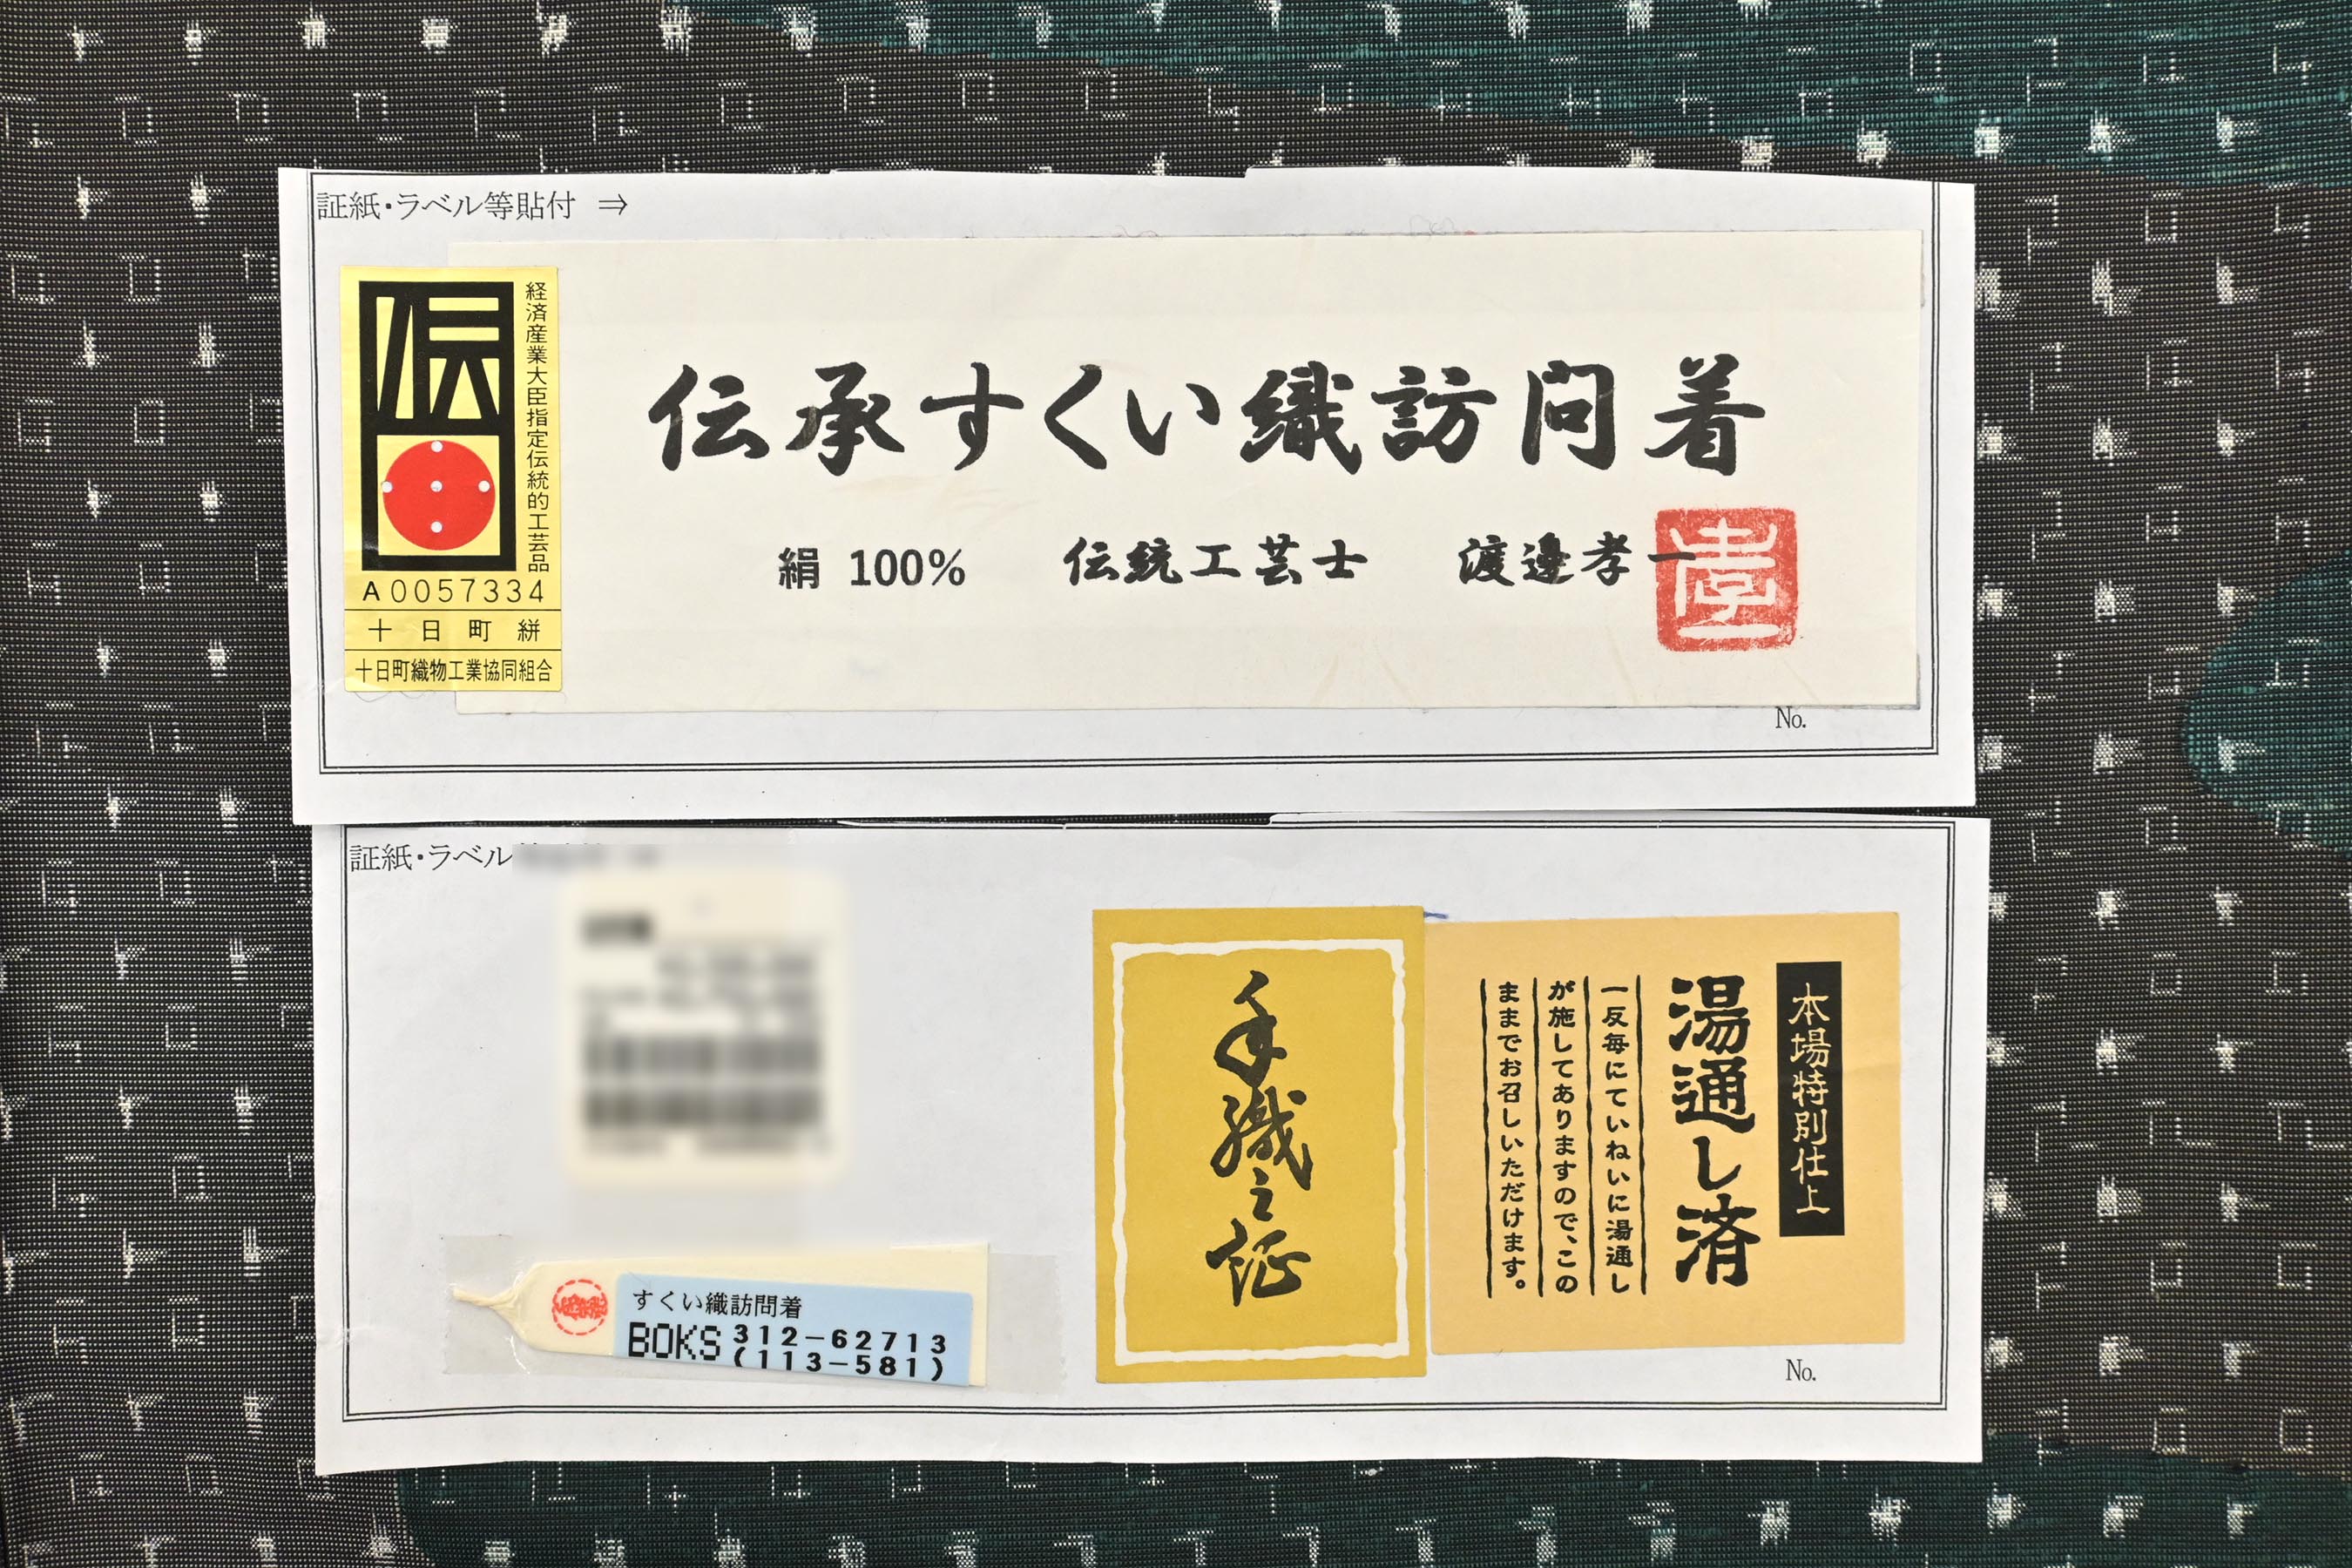 証紙・ラベル等貼付 ⇒
経済産業大臣指定伝統的工芸品
伝
A0057334
十日町絣
十日町織物工業協同組合
伝承すくい織訪問着
絹 100% 伝統工芸士 渡邊孝一
孝一
No.
証紙・ラベル
すくい織訪問着
BOKS 312-62713
(113-581)
手織之証
本場特別仕上
湯通し済
一反毎にていねいに湯通し
が施してありますので、この
ままでお召しいただけます。
No.